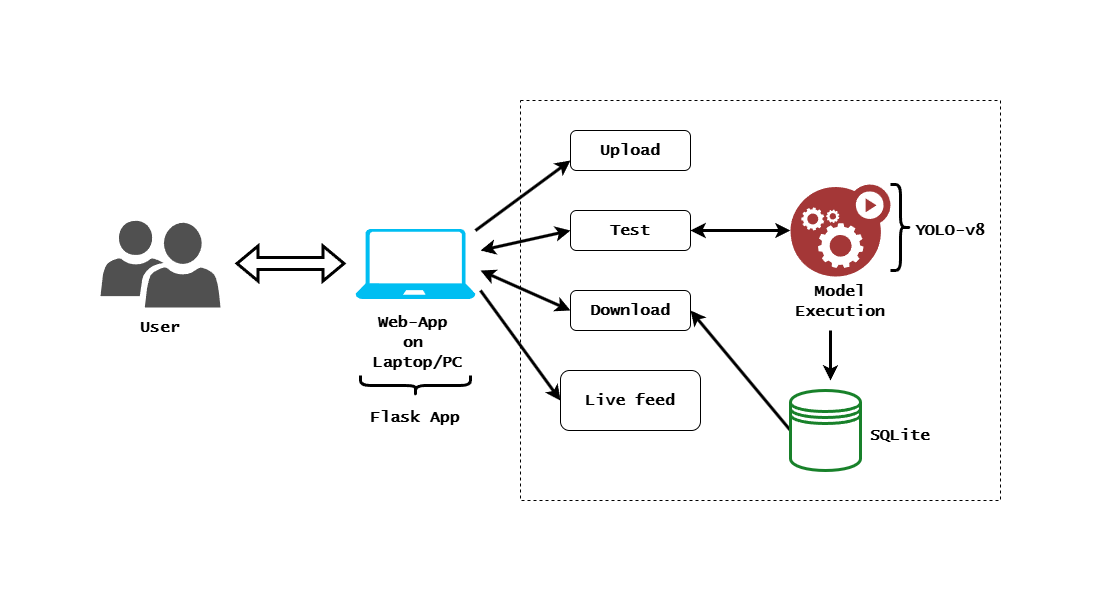 Upload
Test
YOLO-v8
Model
Execution
Download
User
Web-App
on
Laptop/PC
Live feed
Flask App
SQLite